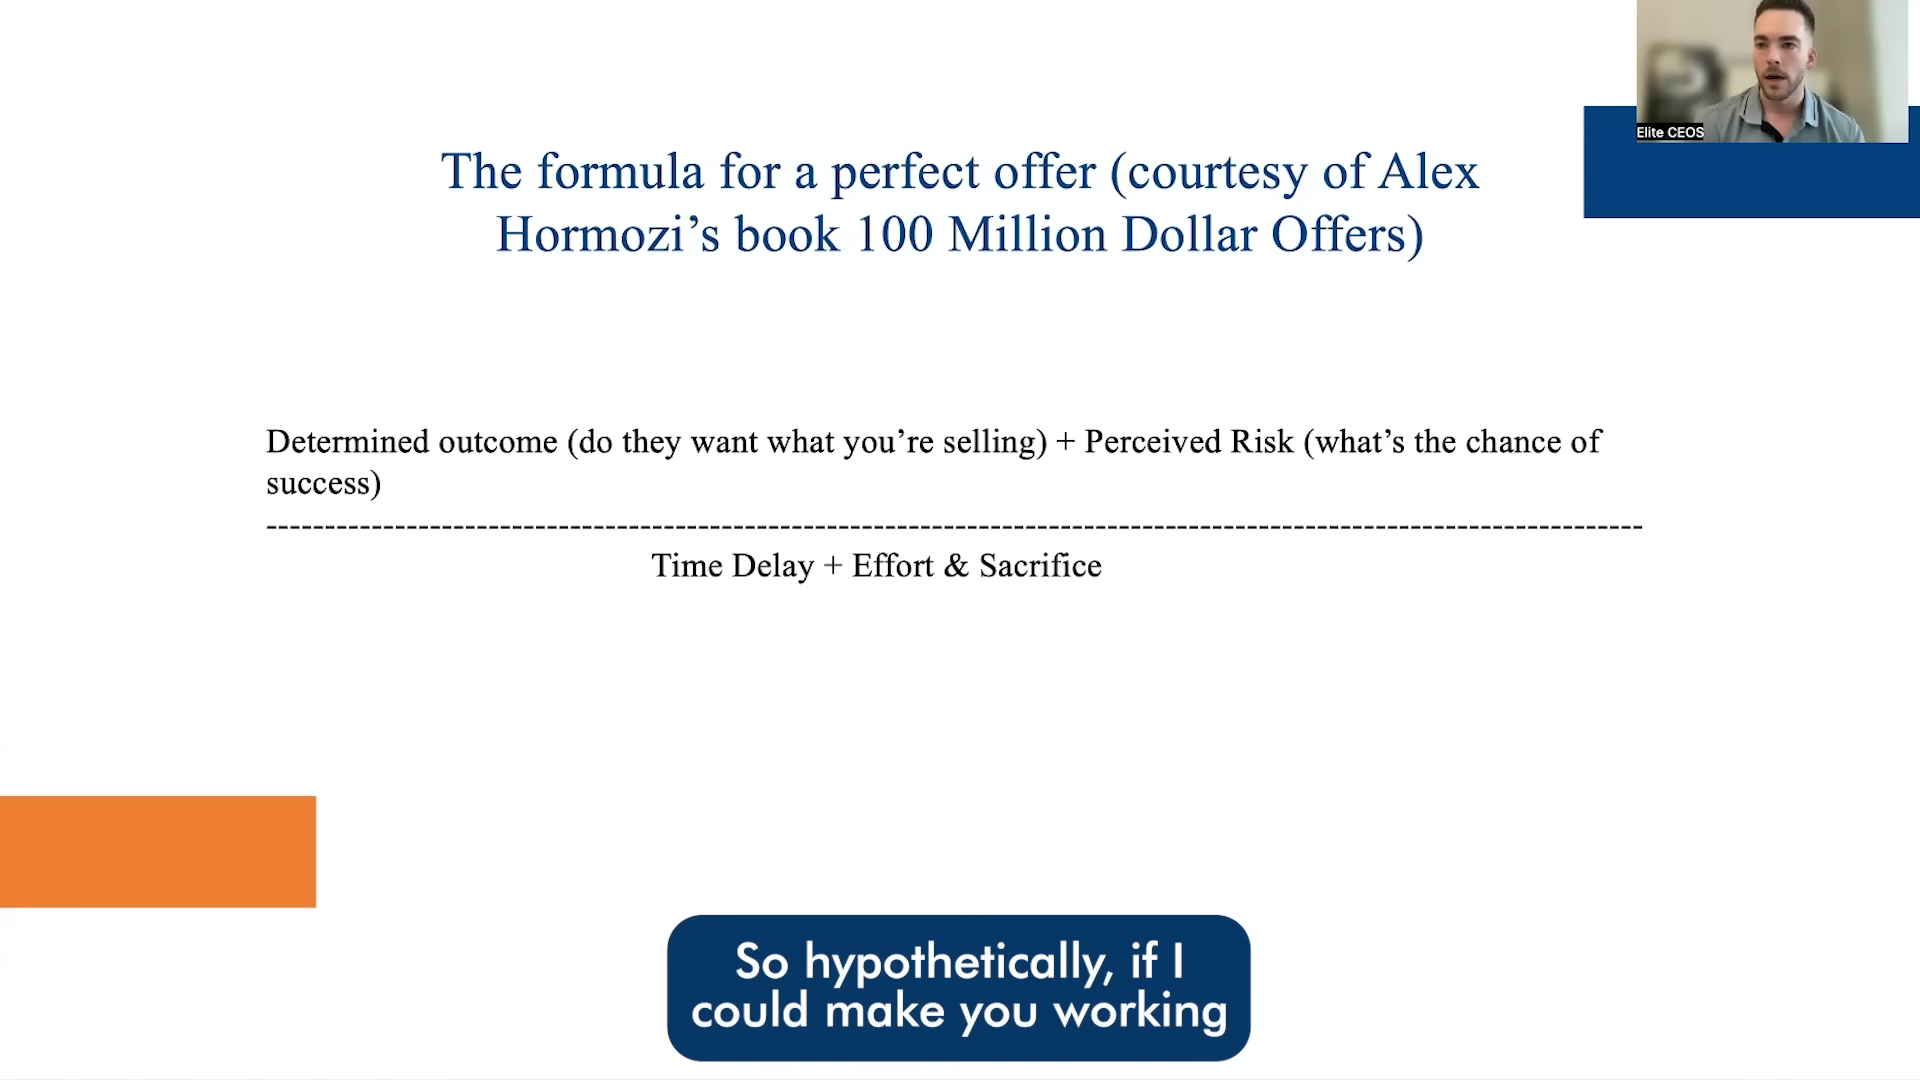 Elite CEOS
The formula for a perfect offer (courtesy of Alex
Hormozi’s book 100 Million Dollar Offers)
Determined outcome (do they want what you’re selling) + Perceived Risk (what’s the chance of
success)
Time Delay + Effort & Sacrifice
So hypothetically, if I
could make you working